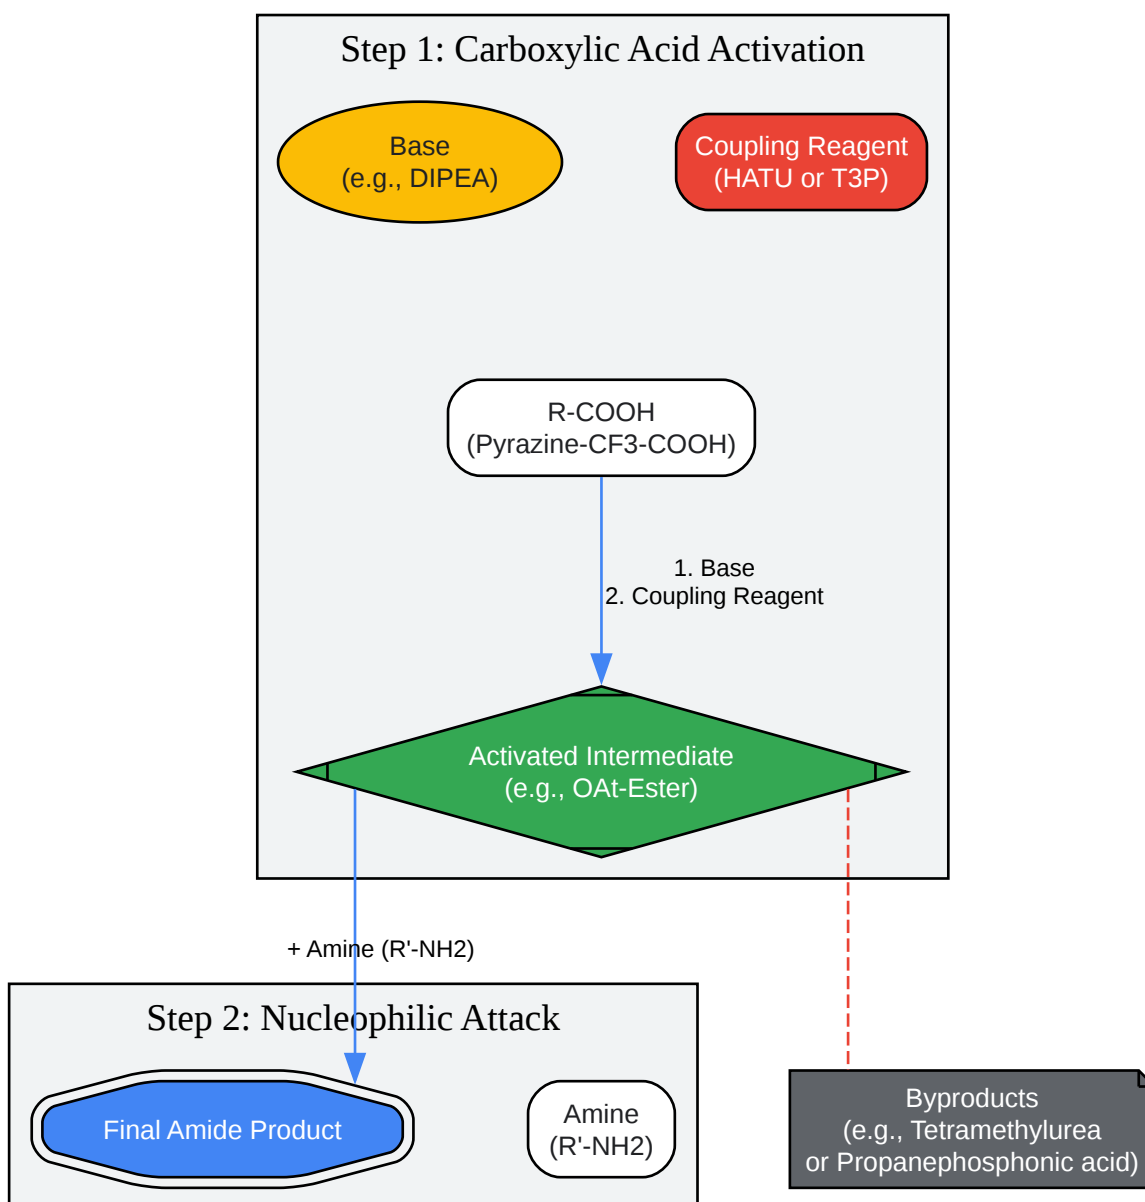 Step 1: Carboxylic Acid Activation
Base
(e.g., DIPEA)
Coupling Reagent
(HATU or T3P)
R-COOH
(Pyrazine-CF3-COOH)
1. Base
2. Coupling Reagent
Activated Intermediate
(e.g., OAt-Ester)
+ Amine (R'-NH2)
Step 2: Nucleophilic Attack
Final Amide Product
Amine
(R'-NH2)
Byproducts
(e.g., Tetramethylurea
or Propanephosphonic acid)